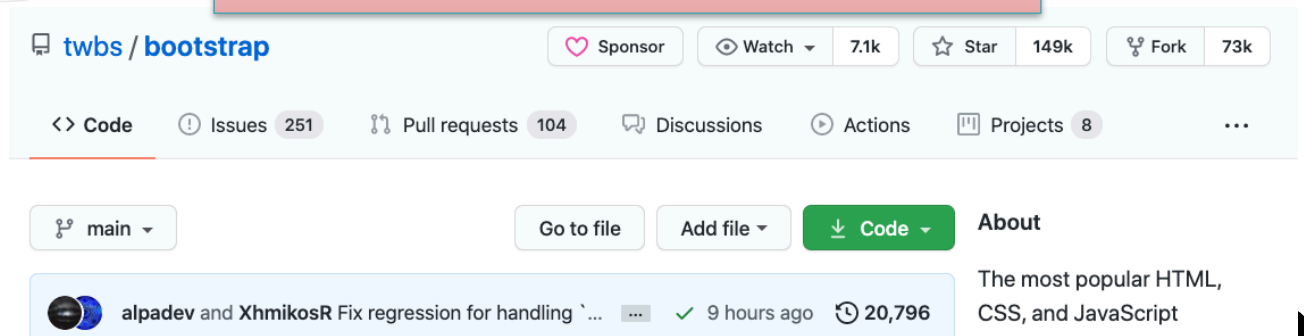 twbs / bootstrap Sponsor Watch 7.1k Star 149k Fork 73k
<> Code Issues 251 Pull requests 104 Discussions Actions Projects 8 ...
main Go to file Add file Code About
The most popular HTML,
alpadev and XhmikosR Fix regression for handling `... ... 9 hours ago 20,796 CSS, and JavaScript